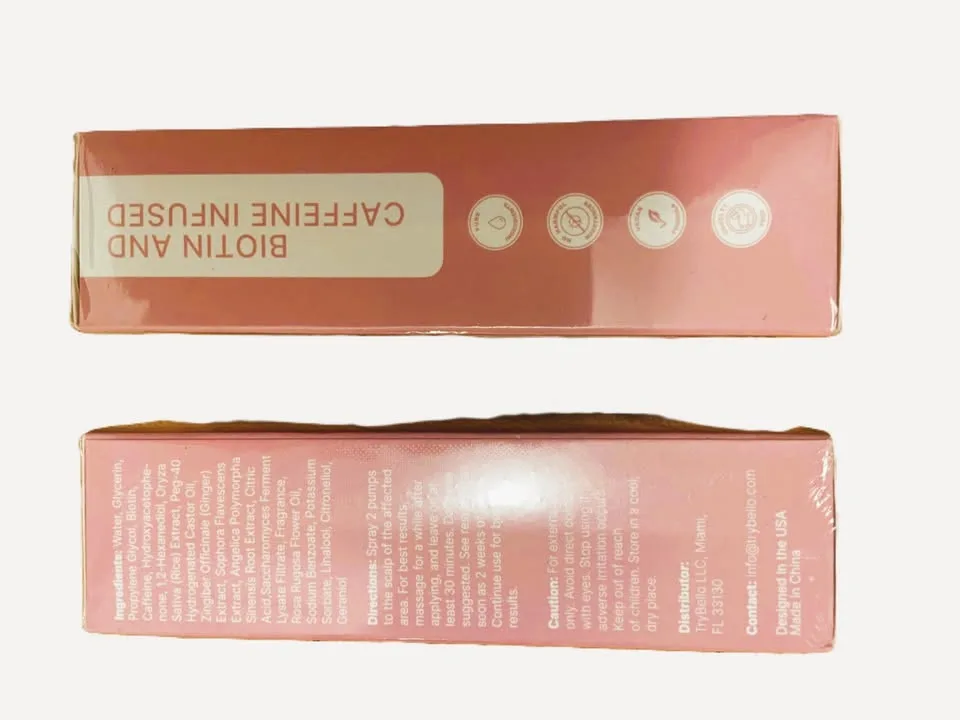 BIOTIN AND
CAFFEINE INFUSED
PURE
VEGAN
Ingredients: Water, Glycerin,
Propylene Glycol, Biotin,
Caffeine, Hydroxyacetophe-
none, 1,2-Hexanediol, Oryza
Sativa (Rice) Extract, Peg-40
Hydrogenated Castor Oil,
Zingiber Officinale (Ginger)
Extract, Sophora Flavescens
Extract, Angelica Polymorpha
Sinensis Root Extract, Citric
Acid,Saccharomyces Ferment
Lysate Filtrate, Fragrance,
Rosa Rugosa Flower Oil,
Sodium Benzoate, Potassium
Sorbate, Linalool, Citronellol,
Geraniol
Directions: Spray 2 pumps
to the scalp of the affected
area. For best results,
massage for a while after
applying, and leave on for
least 30 minutes.
suggested. See
soon as 2 weeks of
Continue use for
results.
Caution: For
only. Avoid direct
with eyes. Stop using if
adverse irritation occurs
Keep out of reach
of children. Store in a cool,
dry place.
Distributor:
TryBello LLC, Miami,
FL 33130
Contact: info@trybello.com
Designed in the USA
Made in China